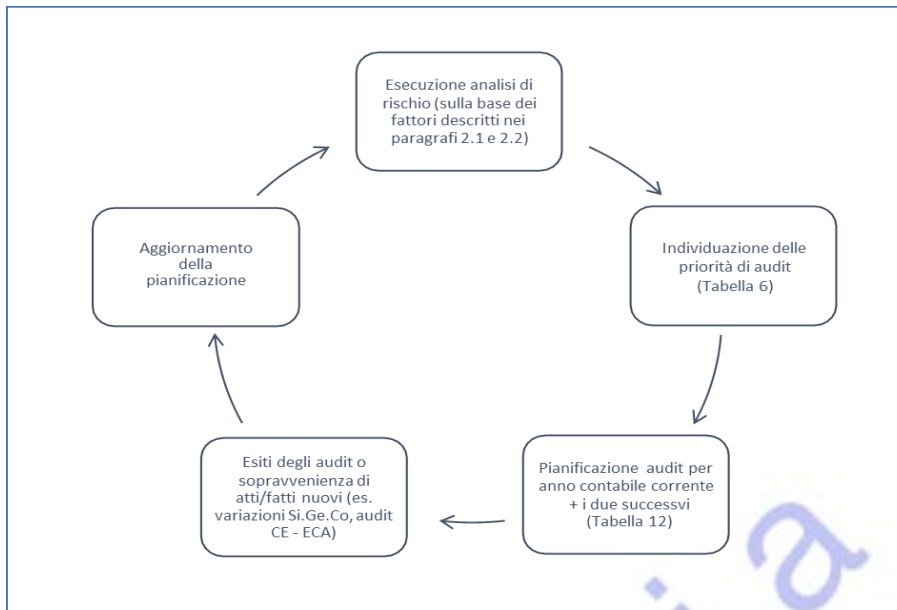 Esecuzione analisi di
rischio (sulla base dei
fattori descritti nei
paragrafi 2.1 e 2.2)
Individuazione delle
priorità di audit
(Tabella 6)
Pianificazione audit per
anno contabile corrente
+ i due successvi
(Tabella 12)
Esiti degli audit o
sopravvenienza di
atti/fatti nuovi (es.
variazioni Si.Ge.Co, audit
CE - ECA)
Aggiornamento
della
pianificazione